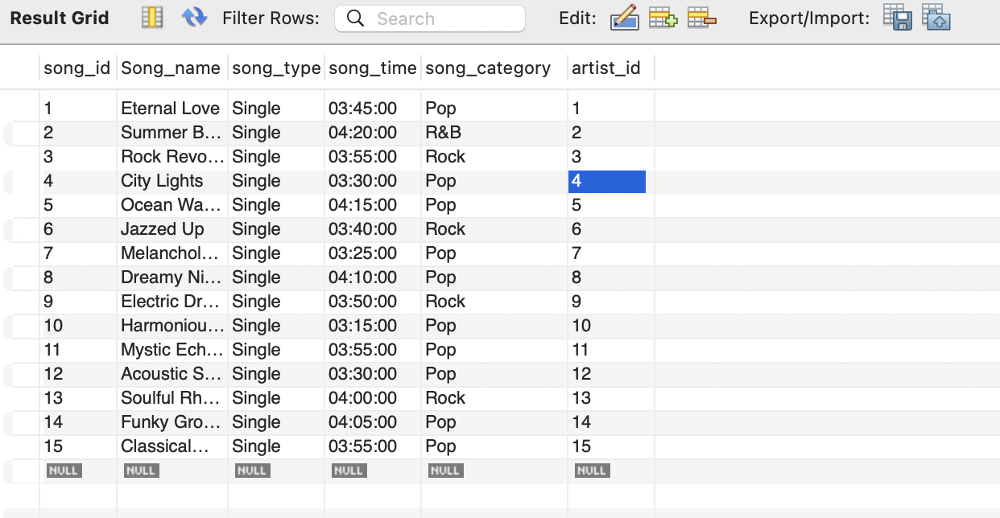 Result Grid Filter Rows: Search Edit: Export/Import:
song_id Song_name song_type song_time song_category artist_id
1 Eternal Love Single 03:45:00 Pop 1
2 Summer B... Single 04:20:00 R&B 2
3 Rock Revo... Single 03:55:00 Rock 3
4 City Lights Single 03:30:00 Pop 4
5 Ocean Wa... Single 04:15:00 Pop 5
6 Jazzed Up Single 03:40:00 Rock 6
7 Melanchol... Single 03:25:00 Pop 7
8 Dreamy Ni... Single 04:10:00 Pop 8
9 Electric Dr... Single 03:50:00 Rock 9
10 Harmoniou... Single 03:15:00 Pop 10
11 Mystic Ech... Single 03:55:00 Pop 11
12 Acoustic S... Single 03:30:00 Pop 12
13 Soulful Rh... Single 04:00:00 Rock 13
14 Funky Gro... Single 04:05:00 Pop 14
15 Classical... Single 03:55:00 Pop 15
NULL NULL NULL NULL NULL NULL